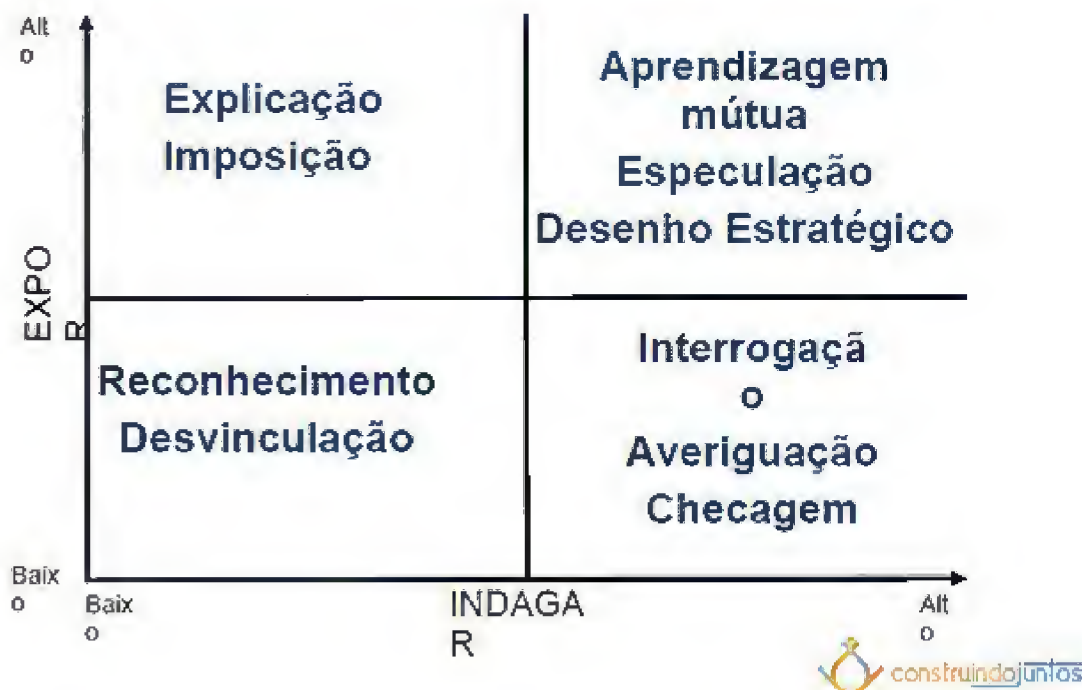 Alt
o
Explicação
Imposição
Aprendizagem
mútua
Especulação
Desenho Estratégico
EXPO
R
Reconhecimento
Desvinculação
Interrogaçã
o
Averiguação
Checagem
Baix
o
Baix
o
INDAGA
R
Alt
o
construindojuntos